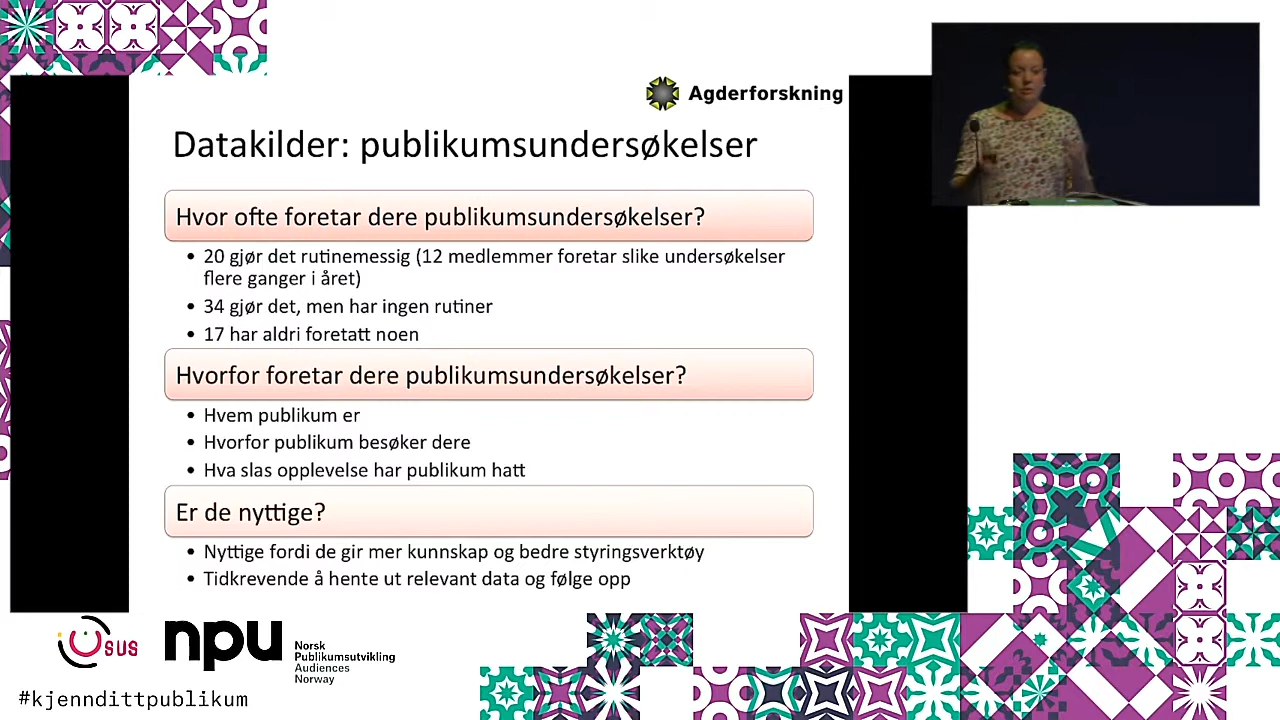 Agderforskning
Datakilder: publikumsundersøkelser
Hvor ofte foretar dere publikumsundersøkelser?
• 20 gjør det rutinemessig (12 medlemmer foretar slike undersøkelser
flere ganger i året)
• 34 gjør det, men har ingen rutiner
• 17 har aldri foretatt noen
Hvorfor foretar dere publikumsundersøkelser?
• Hvem publikum er
• Hvorfor publikum besøker dere
• Hva slas opplevelse har publikum hatt
Er de nyttige?
• Nyttige fordi de gir mer kunnskap og bedre styringsverktøy
• Tidkrevende å hente ut relevant data og følge opp
Usus
npu
Norsk
Publikumsutvikling
Audiences
Norway
#kjenndittpublikum